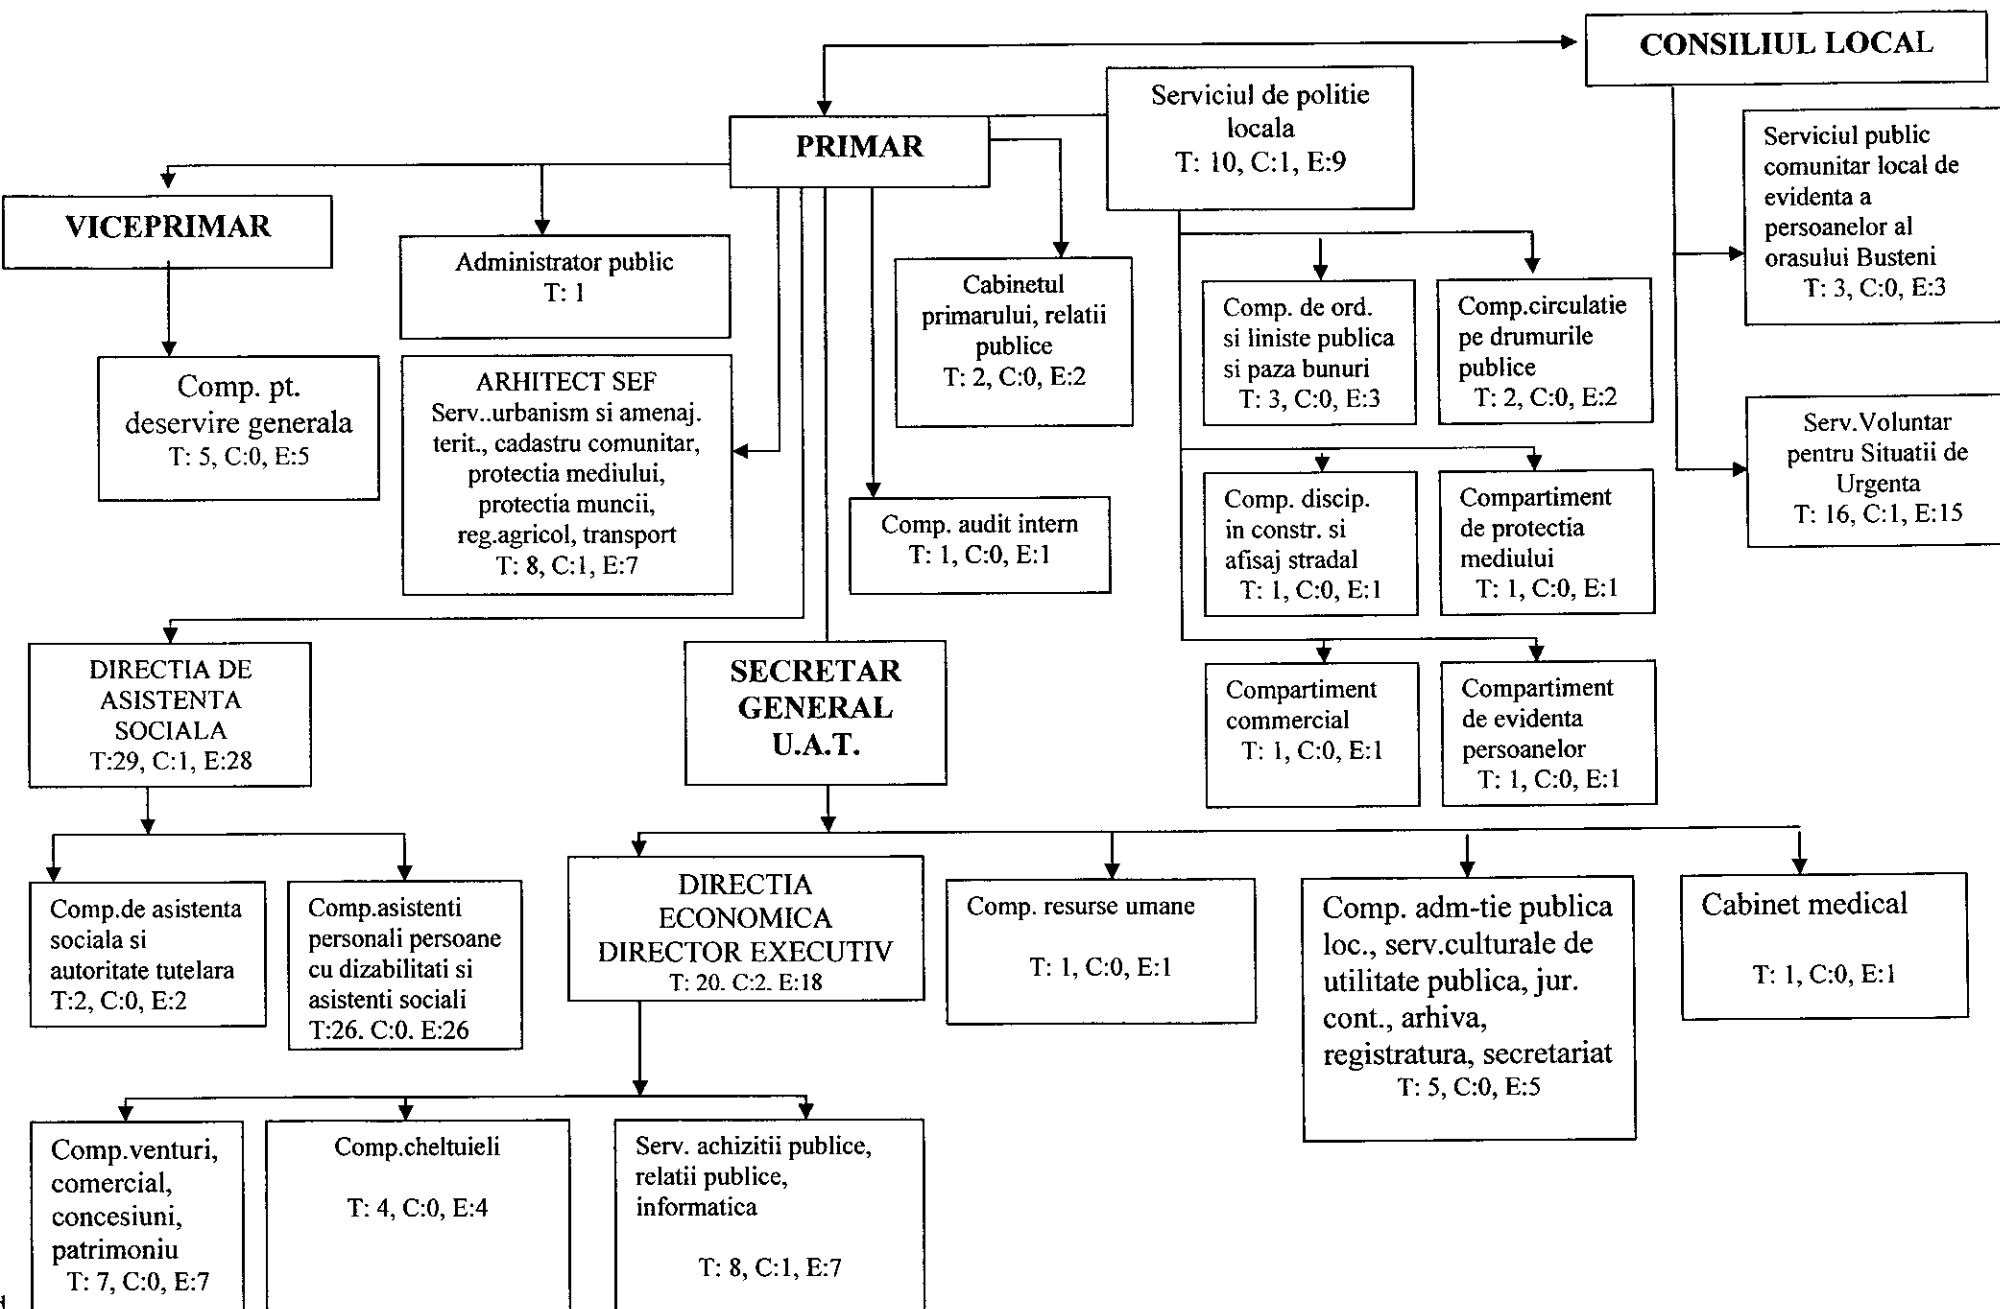 CONSILIUL LOCAL
Serviciul de politie
locala
T: 10, C:1, E:9
PRIMAR
Serviciul public
comunitar local de
evidenta a
persoanelor al
orasului Busteni
T: 3, C:0, E:3
VICEPRIMAR
Administrator public
T: 1
Cabinetul
primarului, relatii
publice
T: 2, C:0, E:2
Comp. de ord.
si liniste publica
si paza bunuri
T: 3, C:0, E:3
Comp.circulatie
pe drumurile
publice
T: 2, C:0, E:2
Comp. pt.
deservire generala
T: 5, C:0, E:5
ARHITECT SEF
Serv..urbanism si amenaj.
terit., cadastru comunitar,
protectia mediului,
protectia muncii,
reg.agricol, transport
T: 8, C:1, E:7
Serv.Voluntar
pentru Situatii de
Urgenta
T: 16, C:1, E:15
Comp. audit intern
T: 1, C:0, E:1
Comp. discip.
in constr. si
afisaj stradal
T: 1, C:0, E:1
Compartiment
de protectia
mediului
T: 1, C:0, E:1
DIRECTIA DE
ASISTENTA
SOCIALA
T:29, C:1, E:28
SECRETAR
GENERAL
U.A.T.
Compartiment
commercial
T: 1, C:0, E:1
Compartiment
de evidenta
persoanelor
T: 1, C:0, E:1
Comp.de asistenta
sociala si
autoritate tutelara
T:2, C:0, E:2
Comp.asistenti
personali persoane
cu dizabilitati si
asistenti sociali
T:26. C:0. E:26
DIRECTIA
ECONOMICA
DIRECTOR EXECUTIV
T: 20. C:2. E:18
Comp. resurse umane
T: 1, C:0, E:1
Comp. adm-tie publica
loc., serv.culturale de
utilitate publica, jur.
cont., arhiva,
registratura, secretariat
T: 5, C:0, E:5
Cabinet medical
T: 1, C:0, E:1
Comp.venturi,
comercial,
concesiuni,
patrimoniu
T: 7, C:0, E:7
Comp.cheltuieli
T: 4, C:0, E:4
Serv. achizitii publice,
relatii publice,
informatica
T: 8, C:1, E:7